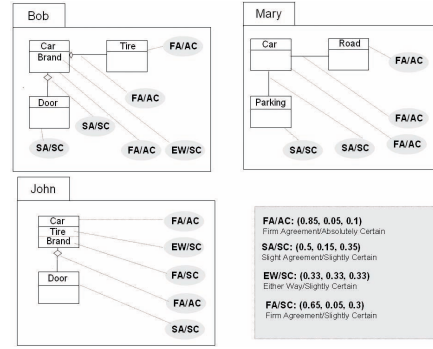 Bob
Car
Brand
Tire
FA/AC
Door
FA/AC
SA/SC
SA/SC
FA/AC
EW/SC
Mary
Car
Road
FA/AC
Parking
FA/AC
SA/SC
SA/SC
FA/AC
John
Car
Tire
Brand
FA/AC
EW/SC
FA/SC
Door
FA/AC
SA/SC
FA/AC: (0.85, 0.05, 0.1)
Firm Agreement/Absolutely Certain
SA/SC: (0.5, 0.15, 0.35)
Slight Agreement/Slightly Certain
EW/SC: (0.33, 0.33, 0.33)
Either Way/Slightly Certain
FA/SC: (0.65, 0.05, 0.3)
Firm Agreement/Slightly Certain